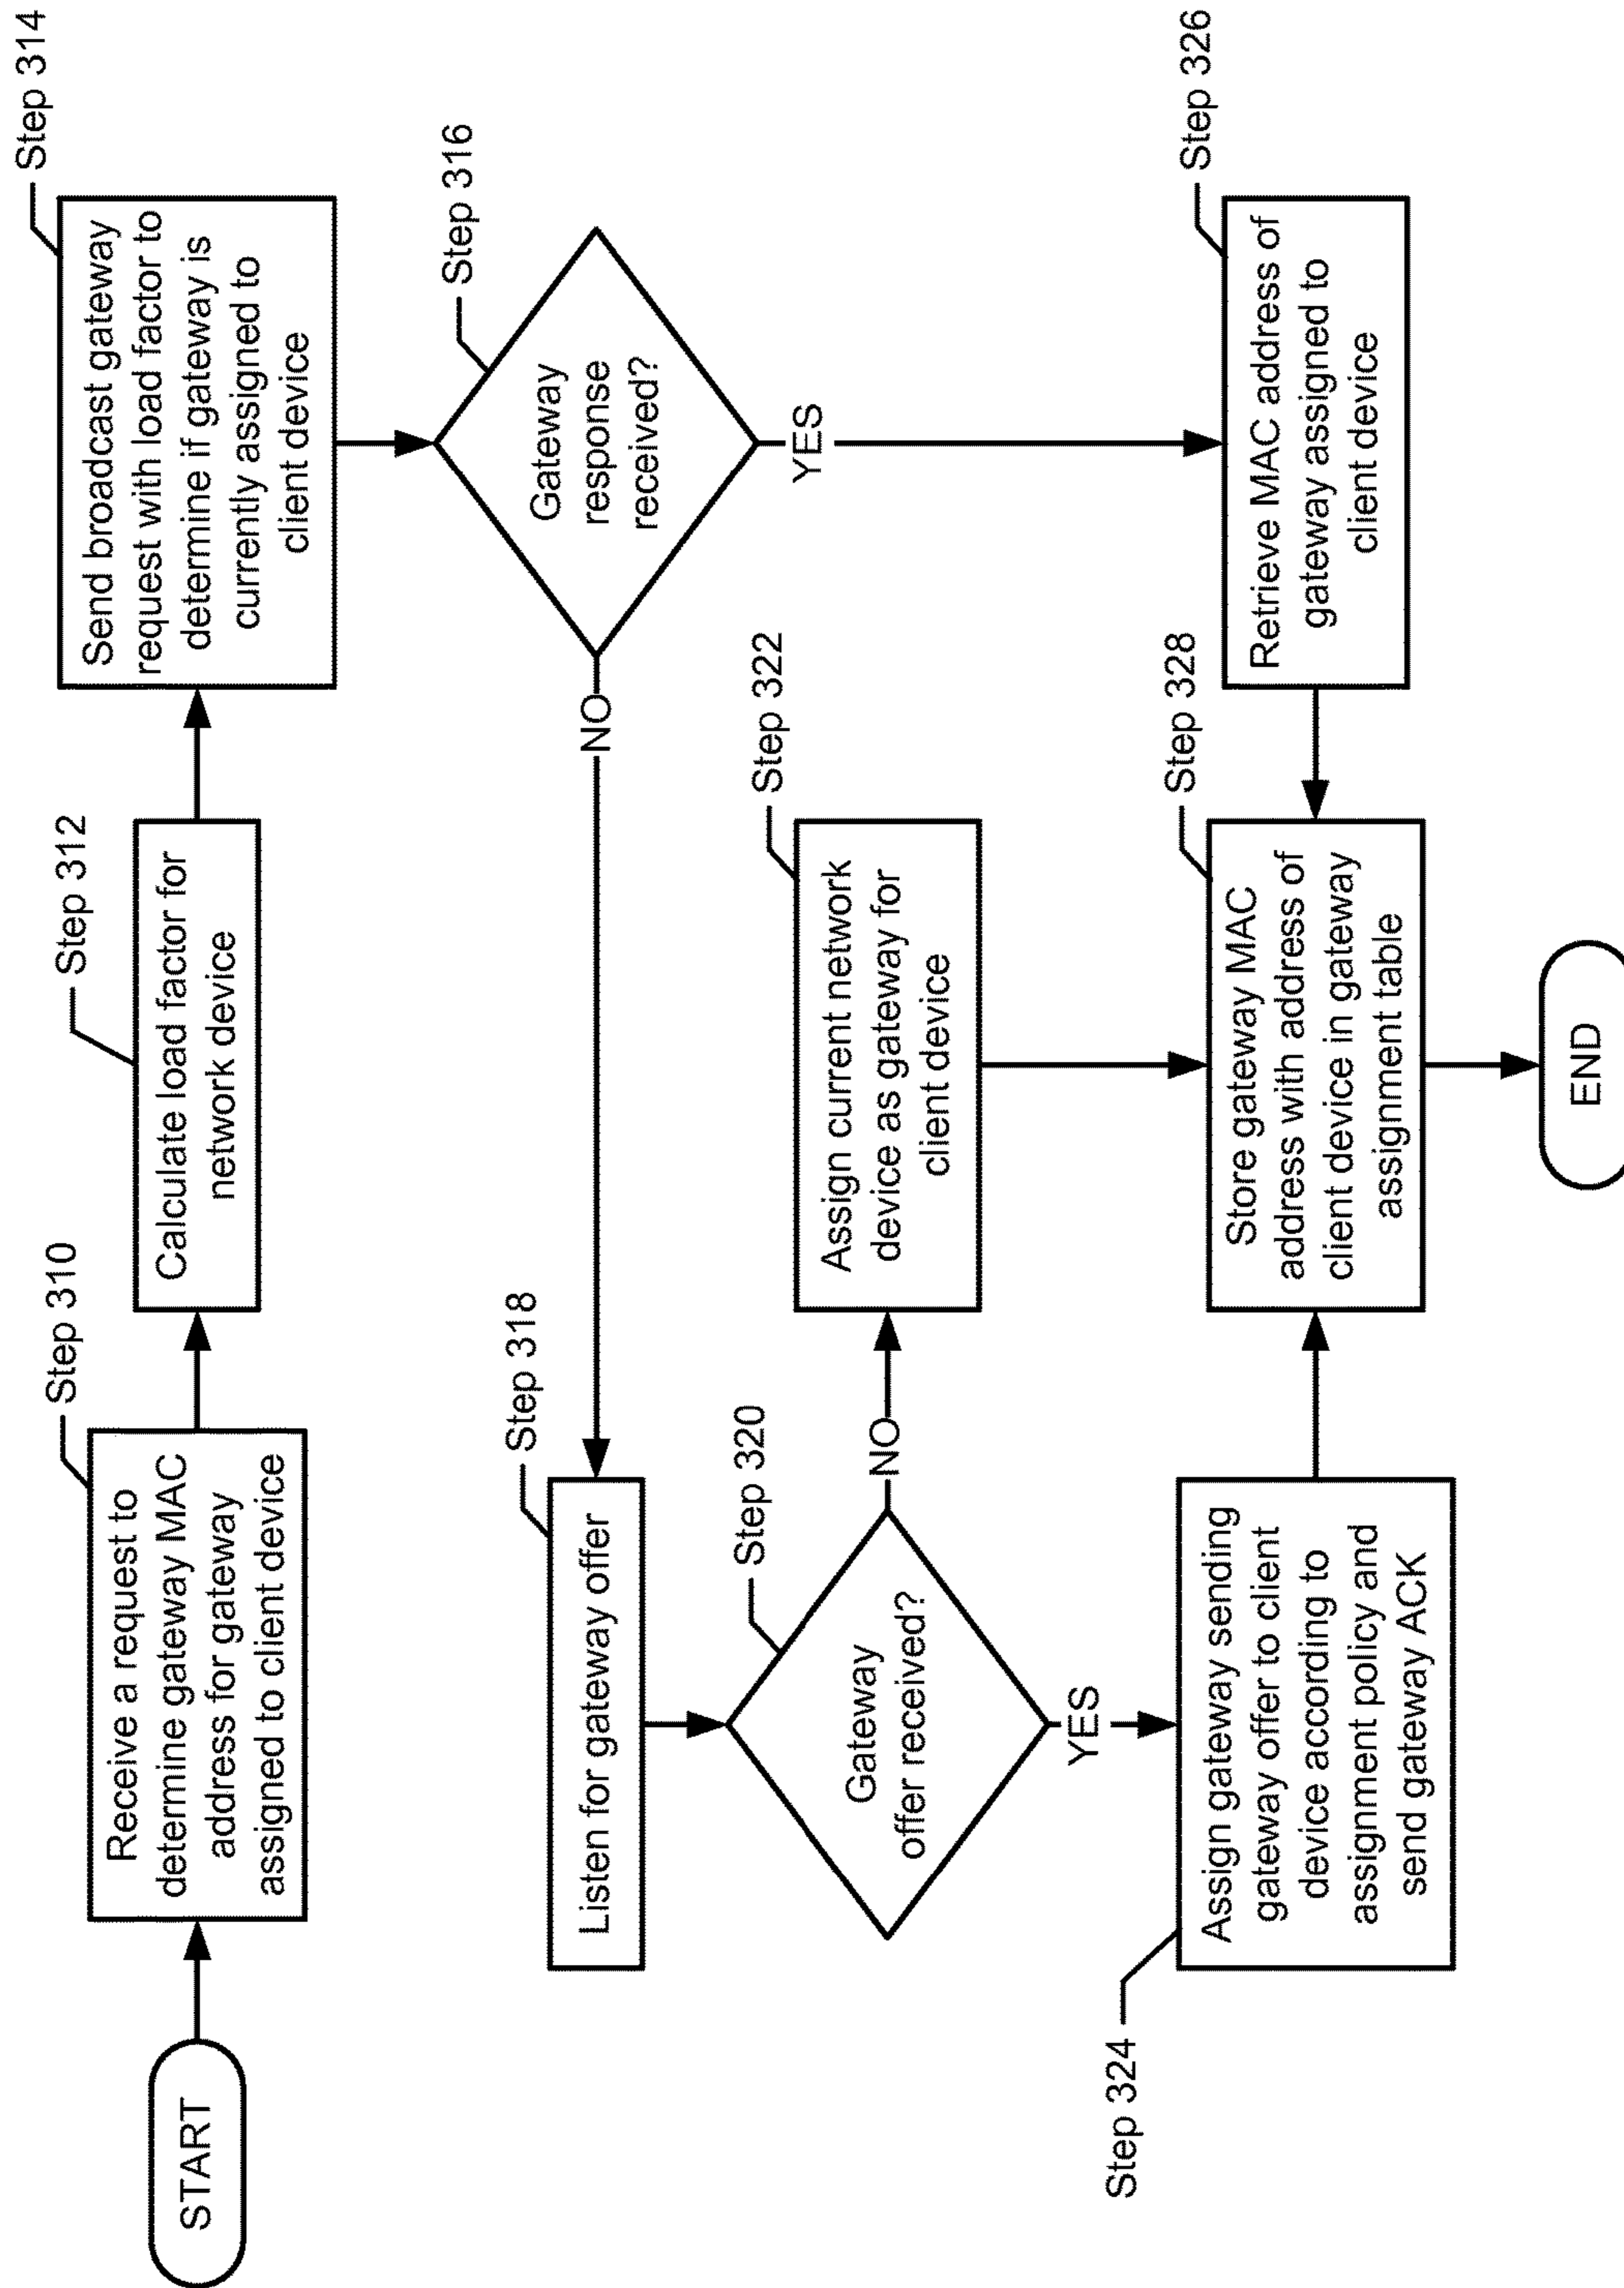 START
Step 310
Receive a request to
determine gateway MAC
address for gateway
assigned to client device
Step 312
Calculate load factor for
network device
Step 314
Send broadcast gateway
request with load factor to
determine if gateway is
currently assigned to
client device
Step 316
Gateway
response
received?
NO
YES
Step 318
Listen for gateway offer
Step 320
Gateway
offer received?
NO
YES
Step 322
Assign current network
device as gateway for
client device
Step 324
Assign gateway sending
gateway offer to client
device according to
assignment policy and
send gateway ACK
Step 326
Retrieve MAC address of
gateway assigned to
client device
Step 328
Store gateway MAC
address with address of
client device in gateway
assignment table
END